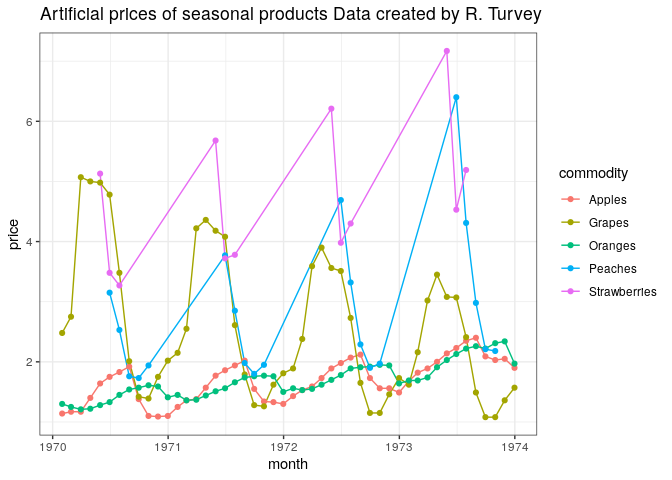 Artificial prices of seasonal products Data created by R. Turvey
6
4
2
price
1970
1971
1972
1973
1974
month
commodity
Apples
Grapes
Oranges
Peaches
Strawberries